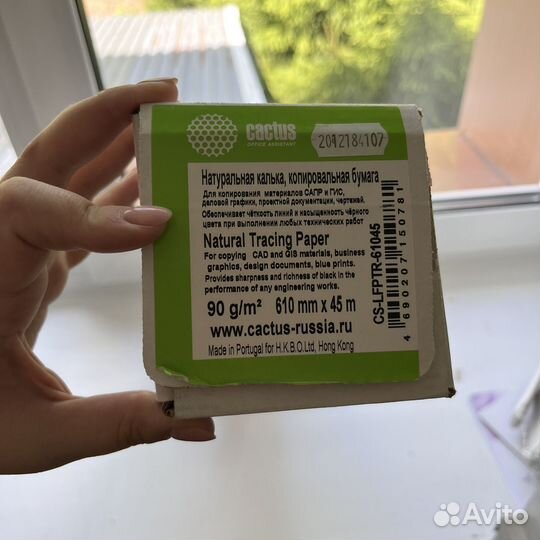 cactus
OFFICE ASSISTANT
2012184107
Натуральная калька, копировальная бумага
Для копирования материалов САПР и ГИС,
деловой графики, проектной документации, чертежей.
Обеспечивает чёткость линий и насыщенность чёрного
цвета при выполнении любых технических работ
Natural Tracing Paper
For copying CAD and GIS materials, business
graphics, design documents, blue prints.
Provides sharpness and richness of black in the
performance of any engineering works.
90 g/m² 610 mm x 45 m
www.cactus-russia.ru
Made in Portugal for H.K.B.O.Ltd, Hong Kong
CS-LFPTR-61045
4 690207 150781
Avito